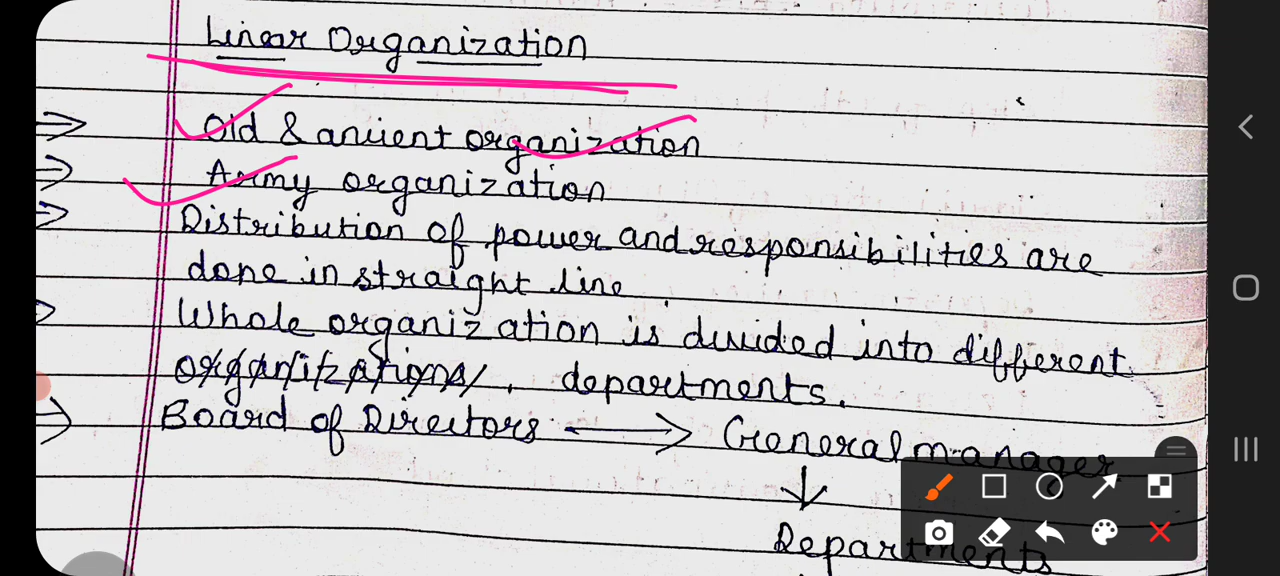 Linear Organization
⇒ Old & ancient organization
⇒ Army organization
⇒ Distribution of power and responsibilities are
done in straight line
⇒ Whole organization is divided into different
organizations. departments.
⇒ Board of Directors → General manager
↓
Departments